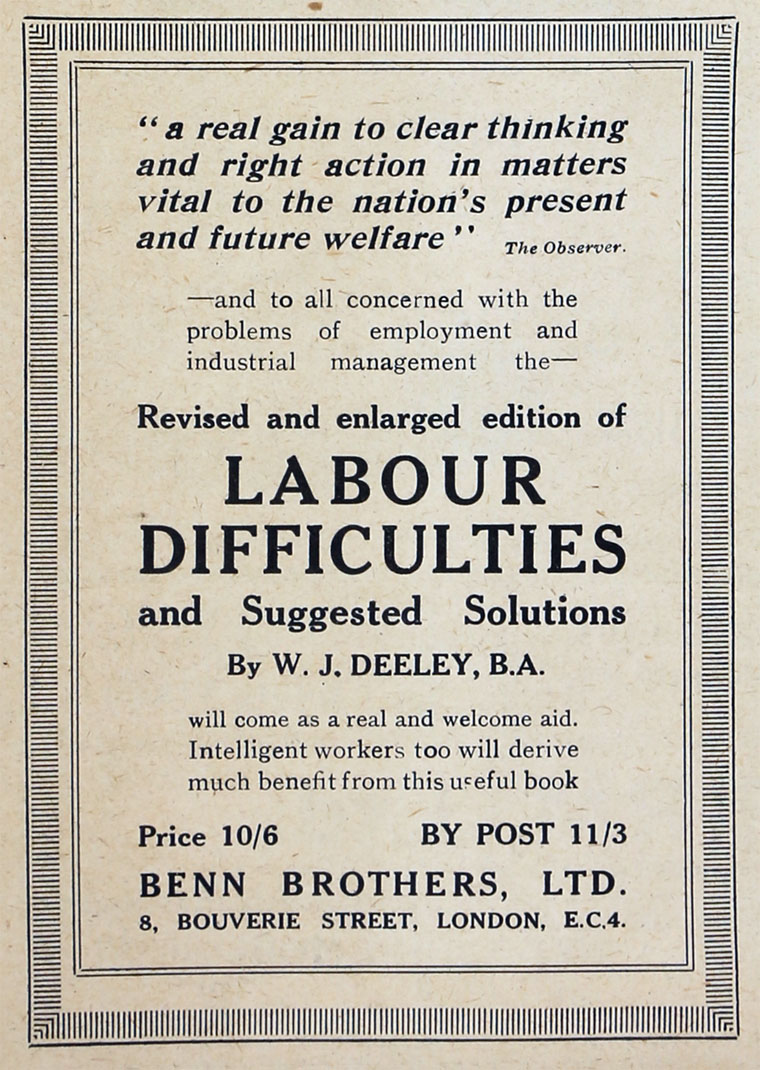 “a real gain to clear thinking
and right action in matters
vital to the nation's present
and future welfare” The Observer.
—and to all concerned with the
problems of employment and
industrial management the—
Revised and enlarged edition of
LABOUR
DIFFICULTIES
and Suggested Solutions
By W. J. DEELEY, B.A.
will come as a real and welcome aid.
Intelligent workers too will derive
much benefit from this useful book
Price 10/6 BY POST 11/3
BENN BROTHERS, LTD.
8, BOUVERIE STREET, LONDON, E.C.4.